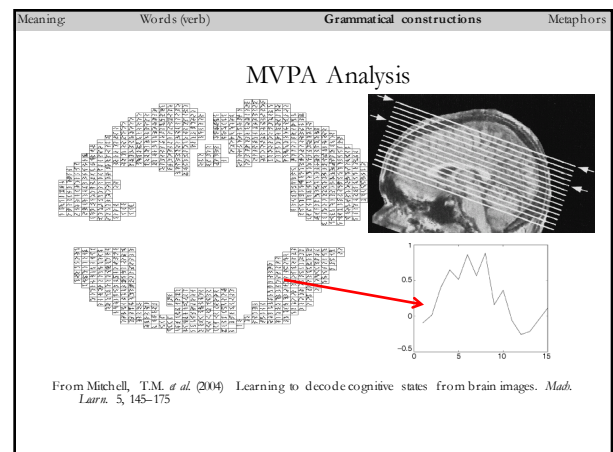 Meaning: Words (verb) Grammatical constructions Metaphors
MVPA Analysis
1
0.5
0
−0.5
0 5 10 15
From Mitchell, T.M. et al. (2004) Learning to decode cognitive states from brain images. Mach.
Learn. 5, 145–175